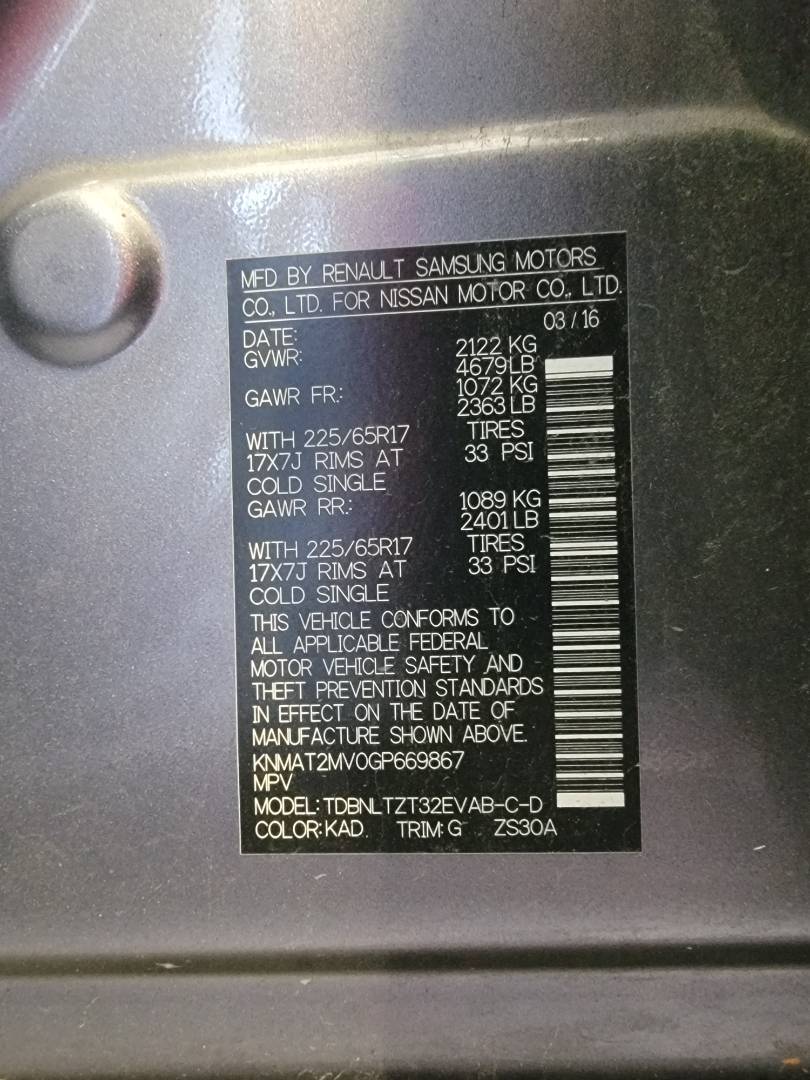 MFD BY RENAULT SAMSUNG MOTORS
CO., LTD. FOR NISSAN MOTOR CO., LTD.
DATE: 03 / 16
GVWR: 2122 KG
4679 LB
GAWR FR.: 1072 KG
2363 LB
WITH 225/65R17 TIRES
17X7J RIMS AT 33 PSI
COLD SINGLE
GAWR RR.: 1089 KG
2401 LB
WITH 225/65R17 TIRES
17X7J RIMS AT 33 PSI
COLD SINGLE
THIS VEHICLE CONFORMS TO
ALL APPLICABLE FEDERAL
MOTOR VEHICLE SAFETY AND
THEFT PREVENTION STANDARDS
IN EFFECT ON THE DATE OF
MANUFACTURE SHOWN ABOVE.
KNMAT2MV0GP669867
MPV
MODEL: TDBNLTZT32EVAB-C-D
COLOR: KAD. TRIM: G ZS30A